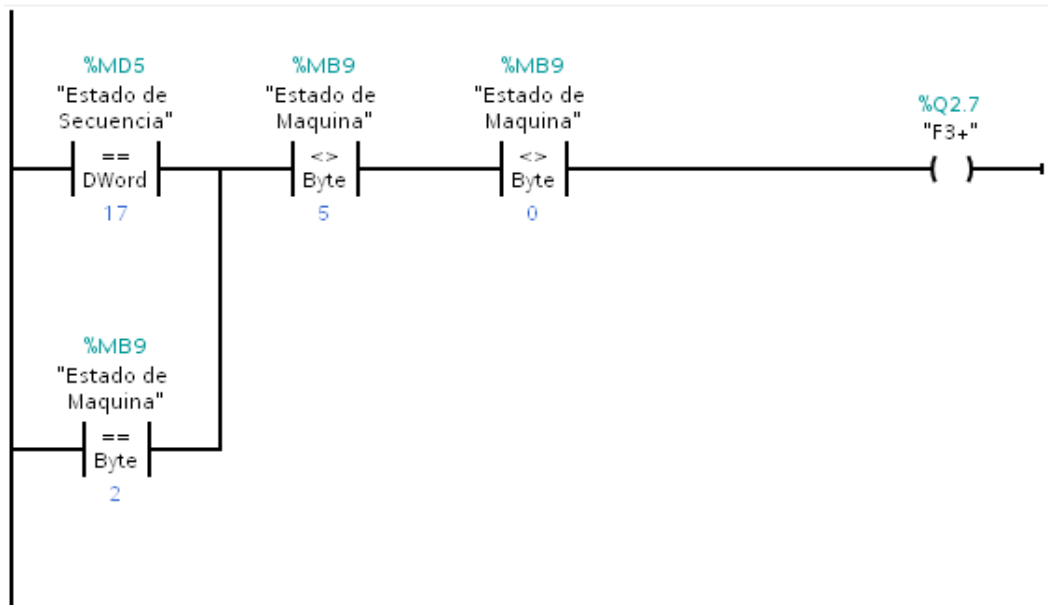 %MD5
"Estado de
Secuencia"
==
DWord
17
%MB9
"Estado de
Maquina"
<>
Byte
5
%MB9
"Estado de
Maquina"
<>
Byte
0
%Q2.7
"F3+"
( )
%MB9
"Estado de
Maquina"
==
Byte
2